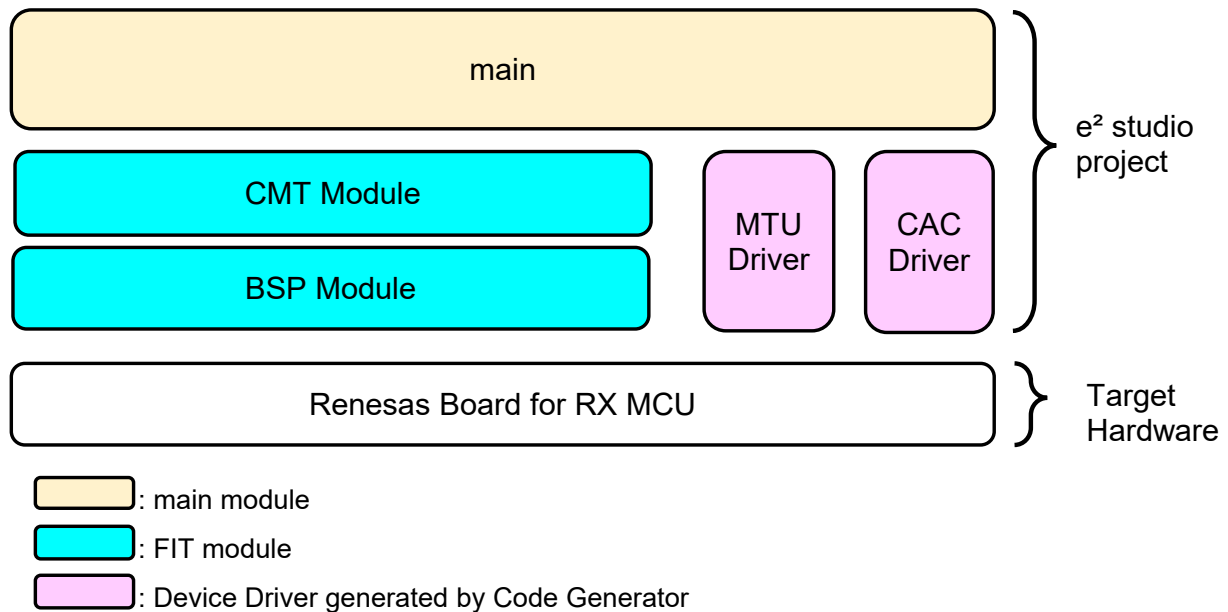 main
e² studio
project
CMT Module
MTU
Driver
CAC
Driver
BSP Module
Renesas Board for RX MCU
Target
Hardware
: main module
: FIT module
: Device Driver generated by Code Generator